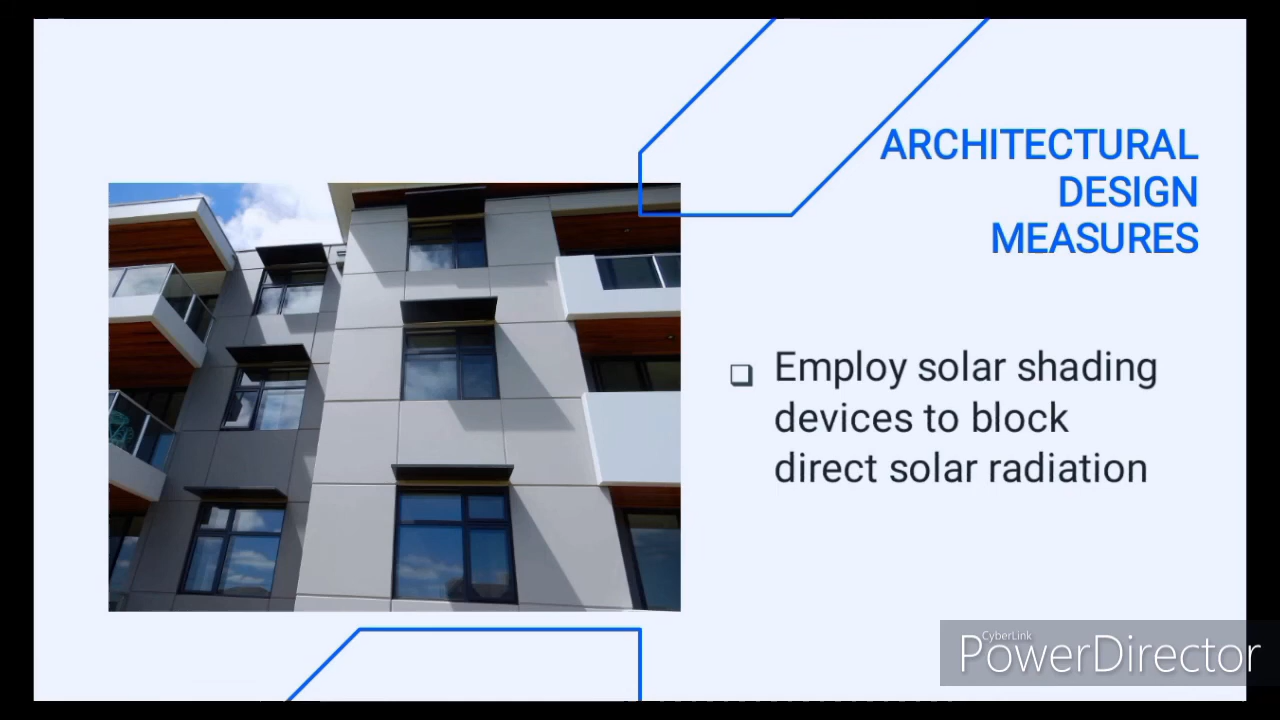 ARCHITECTURAL
DESIGN
MEASURES
❑ Employ solar shading
devices to block
direct solar radiation
CyberLink
PowerDirector